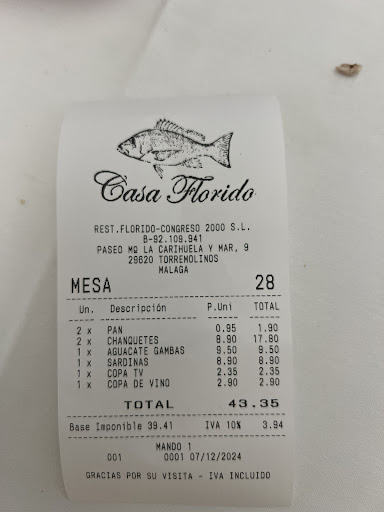 Casa Florido
REST.FLORIDO-CONGRESO 2000 S.L.
B-92.109.941
PASEO MQ LA CARIHUELA Y MAR, 9
29620 TORREMOLINOS
MALAGA
MESA 28
Un. Descripción P.Uni TOTAL
2 x PAN 0.95 1.90
2 x CHANQUETES 8.90 17.80
1 x AGUACATE GAMBAS 9.50 9.50
1 x SARDINAS 8.90 8.90
1 x COPA TV 2.35 2.35
1 x COPA DE VINO 2.90 2.90
TOTAL 43.35
Base Imponible 39.41 IVA 10% 3.94
MANDO 1
001 0001 07/12/2024
GRACIAS POR SU VISITA - IVA INCLUIDO